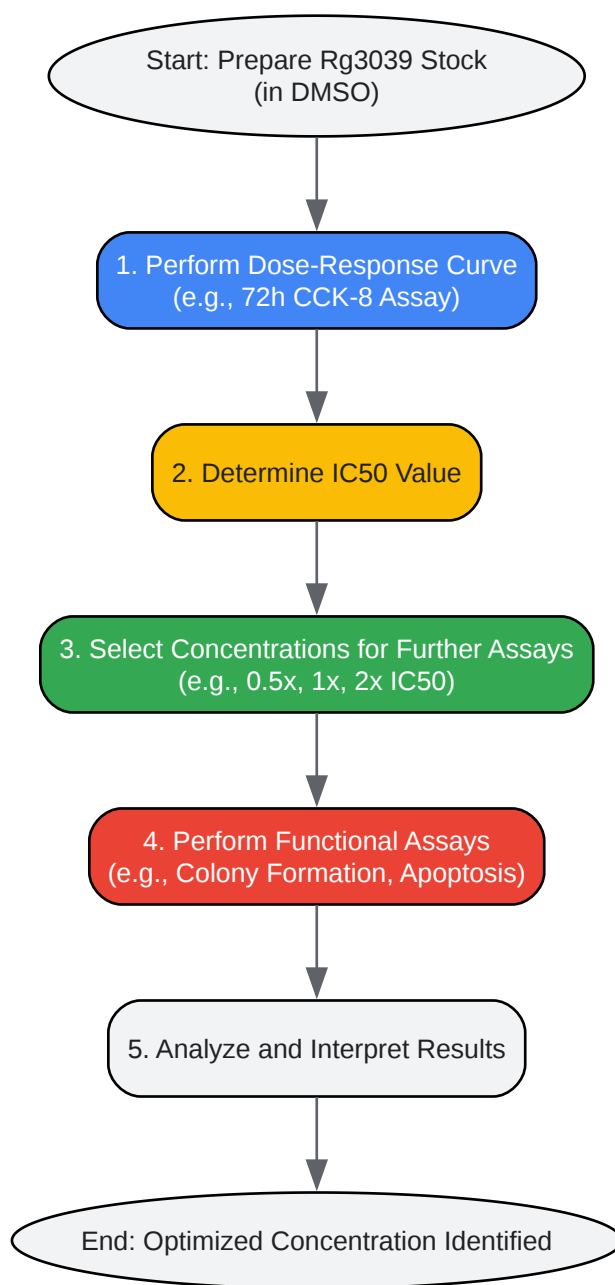 Start: Prepare Rg3039 Stock
(in DMSO)
1. Perform Dose-Response Curve
(e.g., 72h CCK-8 Assay)
2. Determine IC50 Value
3. Select Concentrations for Further Assays
(e.g., 0.5x, 1x, 2x IC50)
4. Perform Functional Assays
(e.g., Colony Formation, Apoptosis)
5. Analyze and Interpret Results
End: Optimized Concentration Identified